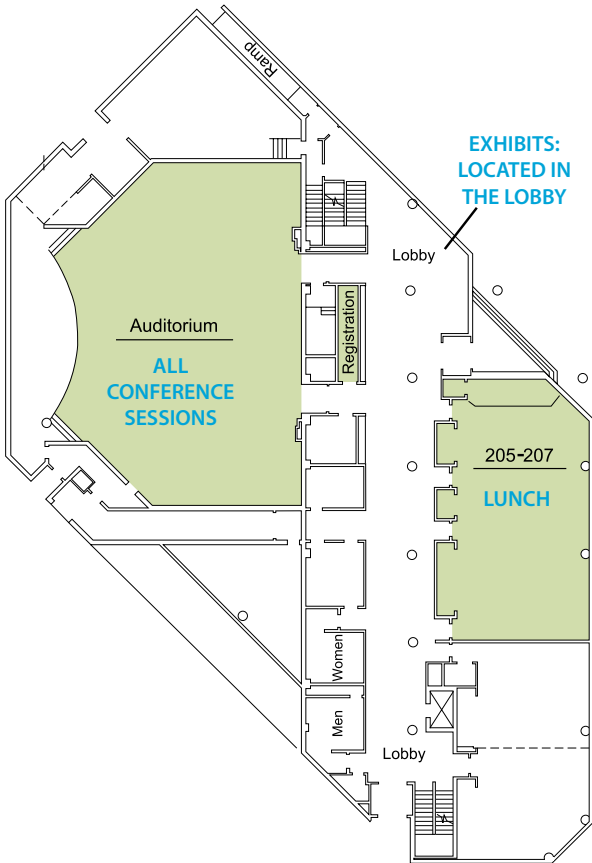 Ramp
EXHIBITS:
LOCATED IN
THE LOBBY
Lobby
Registration
Auditorium
ALL
CONFERENCE
SESSIONS
205-207
LUNCH
Women
Men
Lobby